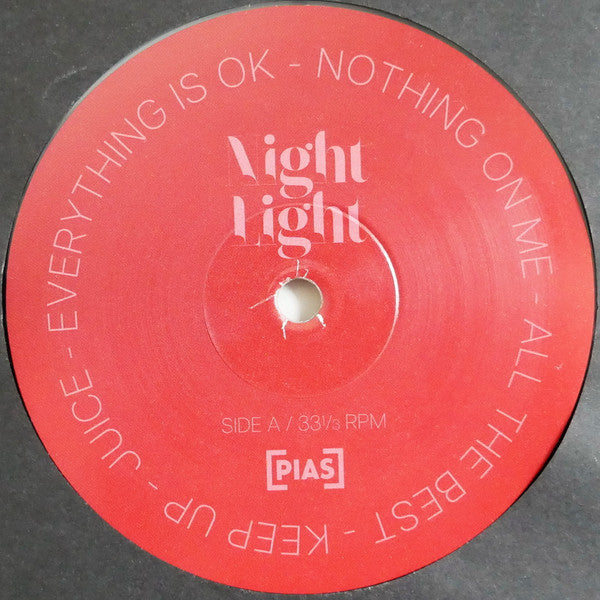 EVERYTHING IS OK - NOTHING ON ME - ALL THE BEST - KEEP UP - JUICE -
Night
Light
SIDE A / 33⅓ RPM
[PIAS]